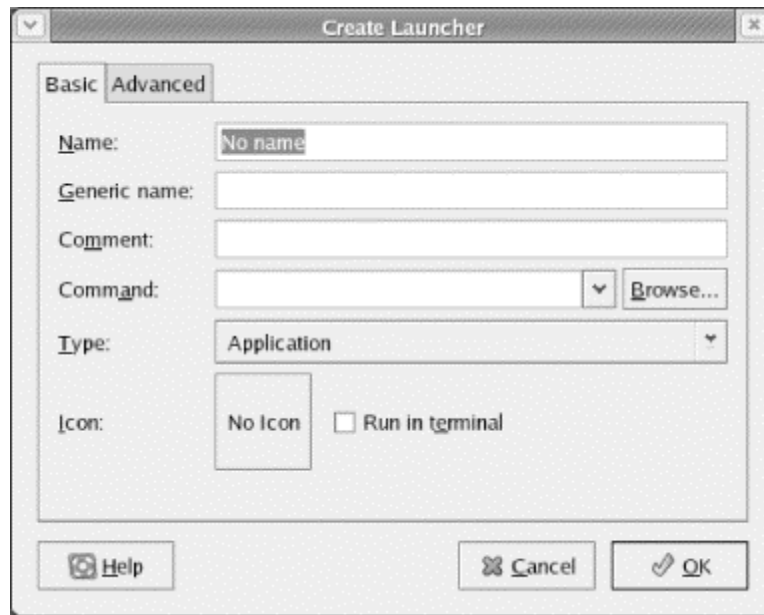 Create Launcher
Basic Advanced
Name: No name
Generic name:
Comment:
Command: Browse...
Type: Application
Icon: No Icon Run in terminal
Help Cancel OK